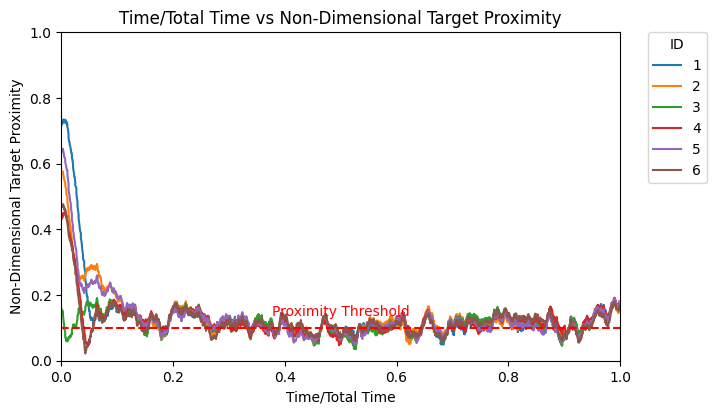 Time/Total Time vs Non-Dimensional Target Proximity
1.0
0.8
0.6
0.4
0.2
0.0
Non-Dimensional Target Proximity
Proximity Threshold
0.0 0.2 0.4 0.6 0.8 1.0
Time/Total Time
ID
1
2
3
4
5
6